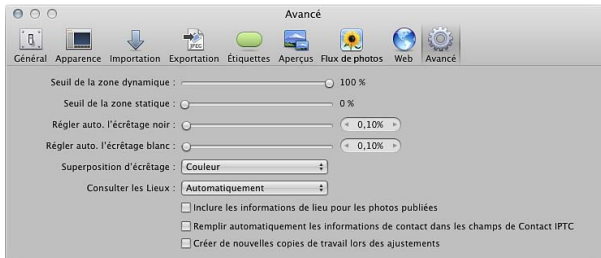 Avancé
JPEG
Général Apparence Importation Exportation Étiquettes Aperçus Flux de photos Web Avancé
Seuil de la zone dynamique : 100 %
Seuil de la zone statique : 0 %
Régler auto. l'écrêtage noir : 0,10%
Régler auto. l'écrêtage blanc : 0,10%
Superposition d'écrêtage : Couleur
Consulter les Lieux : Automatiquement
Inclure les informations de lieu pour les photos publiées
Remplir automatiquement les informations de contact dans les champs de Contact IPTC
Créer de nouvelles copies de travail lors des ajustements